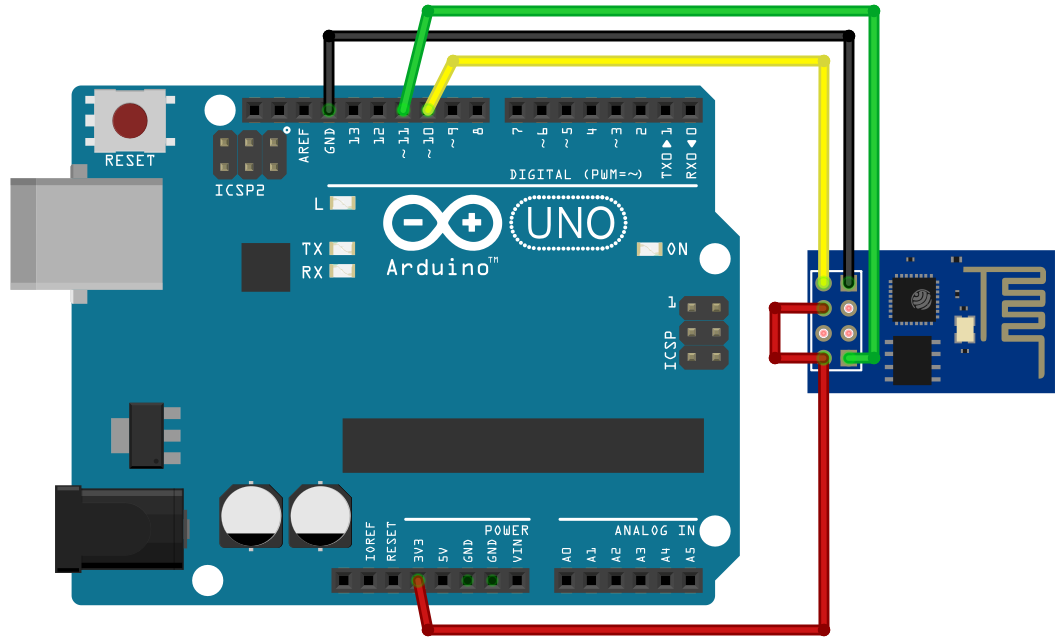 RESET
ICSP2
AREF
GND
13
12
~11
~10
~9
8
7
~6
~5
4
~3
2
TX0▶1
RX0◀0
DIGITAL (PWM=~)
L
TX
RX
UNO
Arduino™
ON
1
ICSP
IOREF
RESET
3V3
5V
GND
GND
VIN
POWER
ANALOG IN
A0
A1
A2
A3
A4
A5